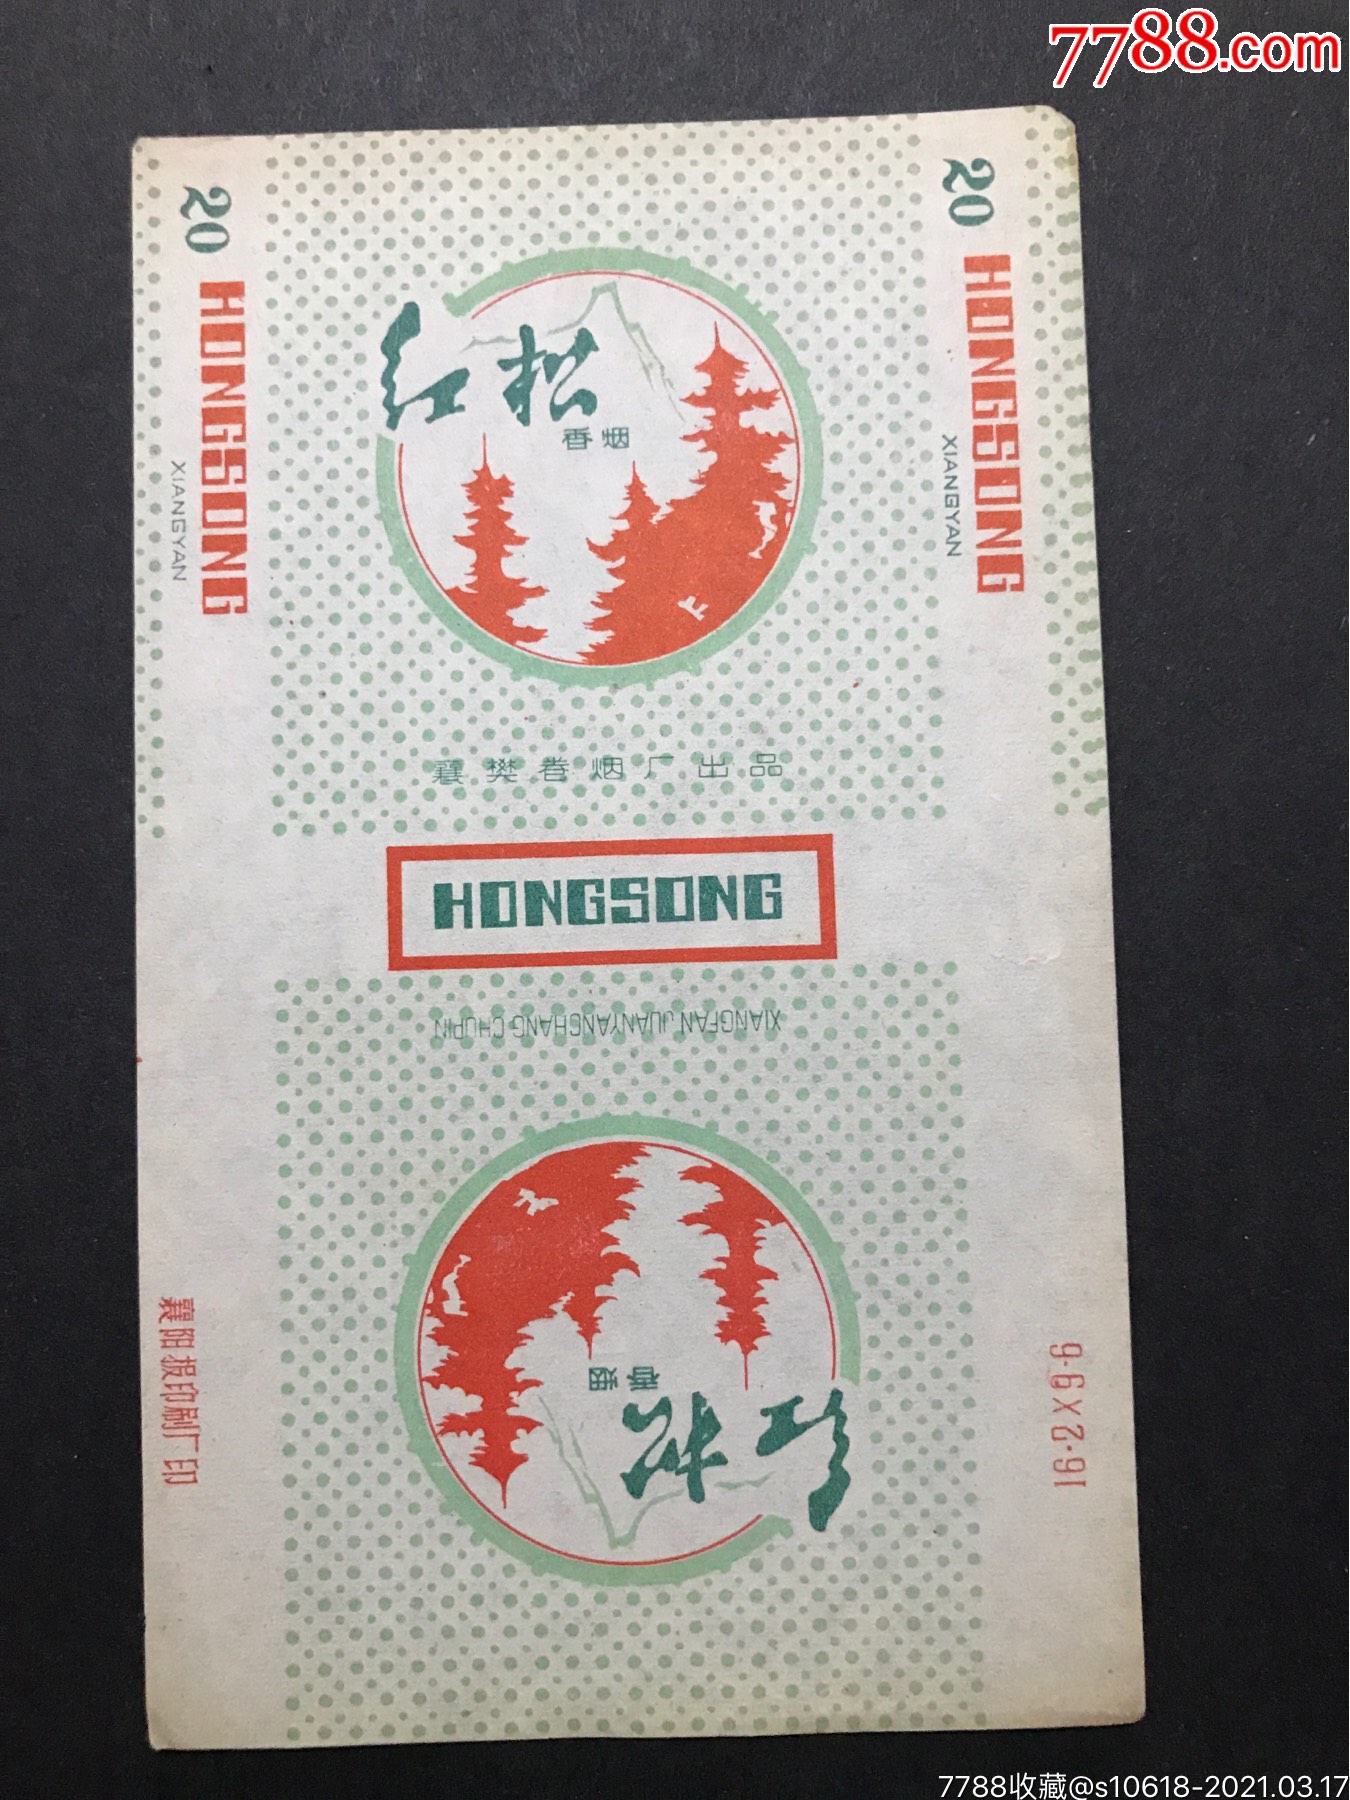 7788.com
20
HONGSONG
XIANGYAN
20
HONGSONG
XIANGYAN
红松
香烟
襄樊卷烟厂出品
HONGSONG
XIANGFAN JUANYANCHANG CHUPIN
红松
香烟
襄阳报印刷厂印
16·2X9·6
7788收藏@s10618-2021.03.17